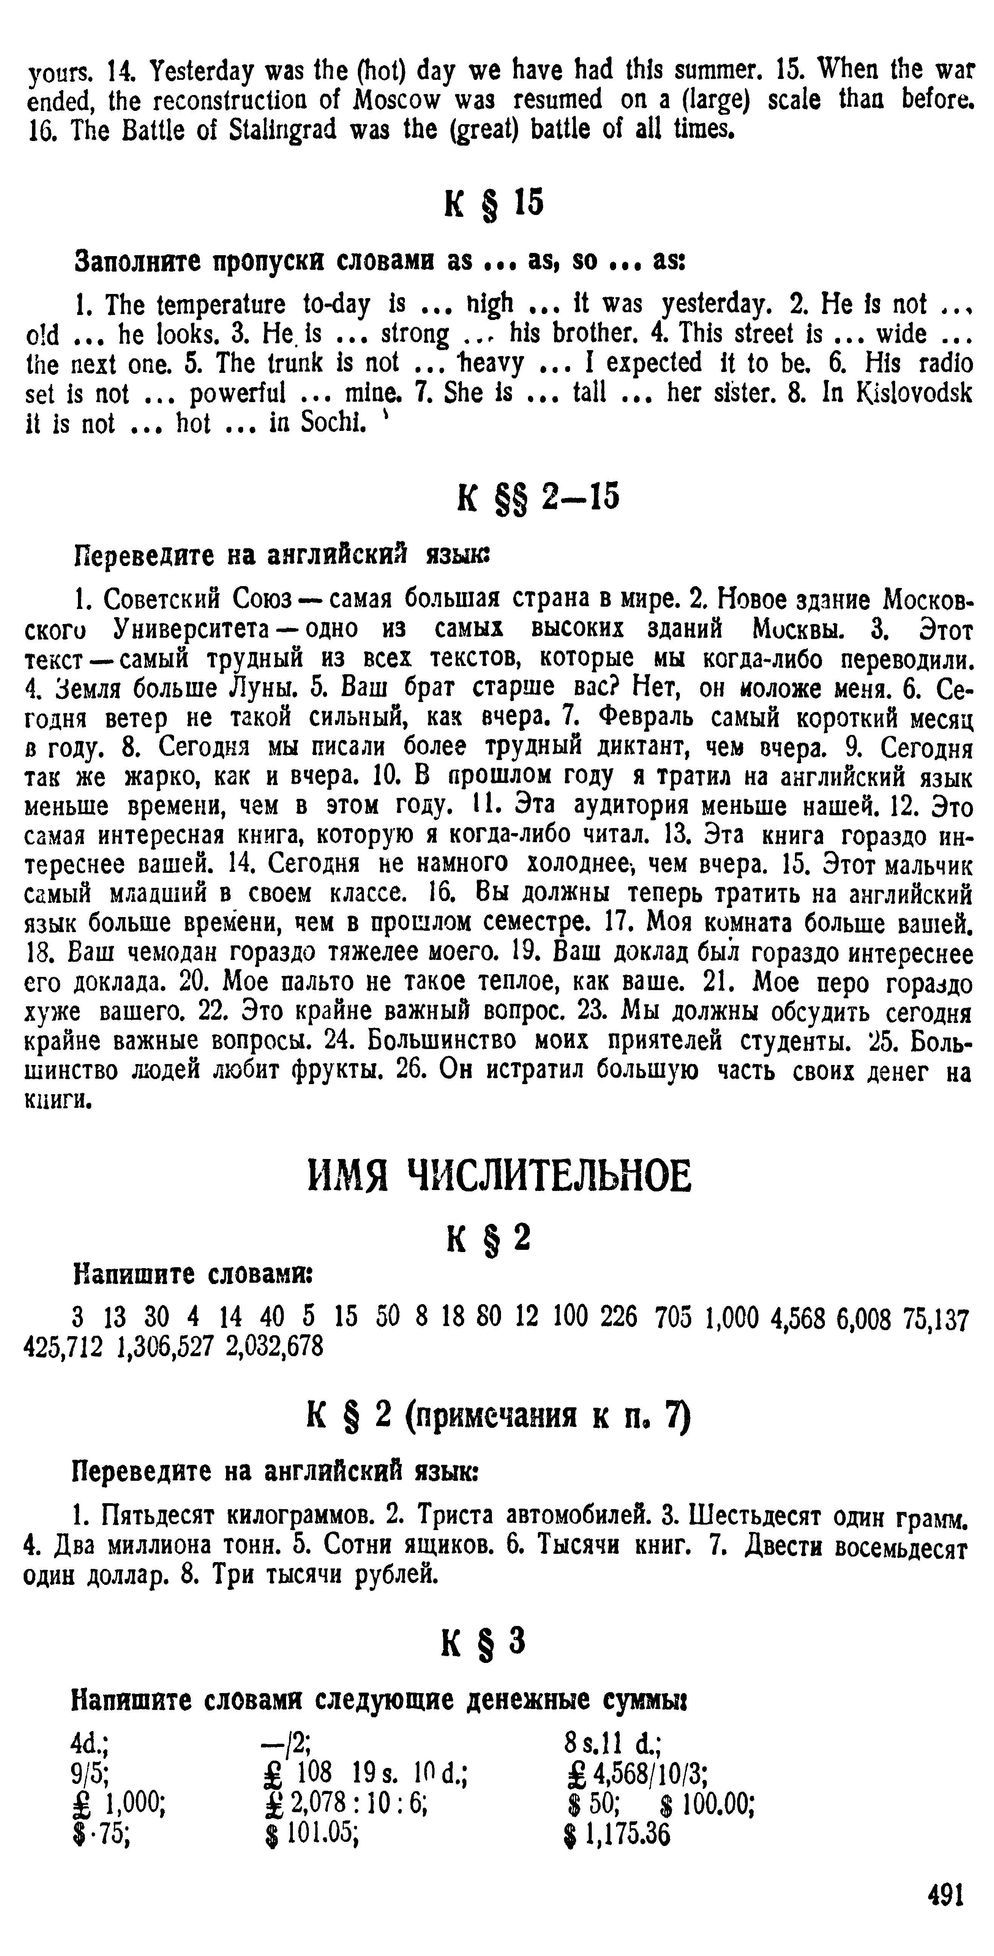 yours. 14. Yesterday was the (hot) day we have had this summer. 15. When the war
ended, the reconstruction of Moscow was resumed on a (large) scale than before.
16. The Battle of Stalingrad was the (great) battle of all times.
К § 15
Заполните пропуски словами as ... as, so ... as:
1. The temperature to-day is ... high ... it was yesterday. 2. He is not ...
old ... he looks. 3. He is ... strong ... his brother. 4. This street is ... wide ...
the next one. 5. The trunk is not ... heavy ... I expected it to be. 6. His radio
set is not ... powerful ... mine. 7. She is ... tall ... her sister. 8. In Kislovodsk
it is not ... hot ... in Sochi.
К §§ 2—15
Переведите на английский язык:
1. Советский Союз — самая большая страна в мире. 2. Новое здание Москов-
ского Университета — одно из самых высоких зданий Москвы. 3. Этот
текст — самый трудный из всех текстов, которые мы когда-либо переводили.
4. Земля больше Луны. 5. Ваш брат старше вас? Нет, он моложе меня. 6. Се-
годня ветер не такой сильный, как вчера. 7. Февраль самый короткий месяц
в году. 8. Сегодня мы писали более трудный диктант, чем вчера. 9. Сегодня
так же жарко, как и вчера. 10. В прошлом году я тратил на английский язык
меньше времени, чем в этом году. 11. Эта аудитория меньше нашей. 12. Это
самая интересная книга, которую я когда-либо читал. 13. Эта книга гораздо ин-
тереснее вашей. 14. Сегодня не намного холоднее, чем вчера. 15. Этот мальчик
самый младший в своем классе. 16. Вы должны теперь тратить на английский
язык больше времени, чем в прошлом семестре. 17. Моя комната больше вашей.
18. Ваш чемодан гораздо тяжелее моего. 19. Ваш доклад был гораздо интереснее
его доклада. 20. Мое пальто не такое теплое, как ваше. 21. Мое перо гораздо
хуже вашего. 22. Это крайне важный вопрос. 23. Мы должны обсудить сегодня
крайне важные вопросы. 24. Большинство моих приятелей студенты. 25. Боль-
шинство людей любит фрукты. 26. Он истратил большую часть своих денег на
книги.
ИМЯ ЧИСЛИТЕЛЬНОЕ
К § 2
Напишите словами:
3 13 30 4 14 40 5 15 50 8 18 80 12 100 226 705 1,000 4,568 6,008 75,137
425,712 1,306,527 2,032,678
К § 2 (примечания к п. 7)
Переведите на английский язык:
1. Пятьдесят килограммов. 2. Триста автомобилей. 3. Шестьдесят один грамм.
4. Два миллиона тонн. 5. Сотни ящиков. 6. Тысячи книг. 7. Двести восемьдесят
один доллар. 8. Три тысячи рублей.
К § 3
Напишите словами следующие денежные суммы:
4d.; —/2; 8 s.11 d.;
9/5; £ 108 19 s. 10 d.; £ 4,568/10/3;
£ 1,000; £ 2,078 : 10 : 6; $ 50; $ 100.00;
$ ·75; $ 101.05; $ 1,175.36
491